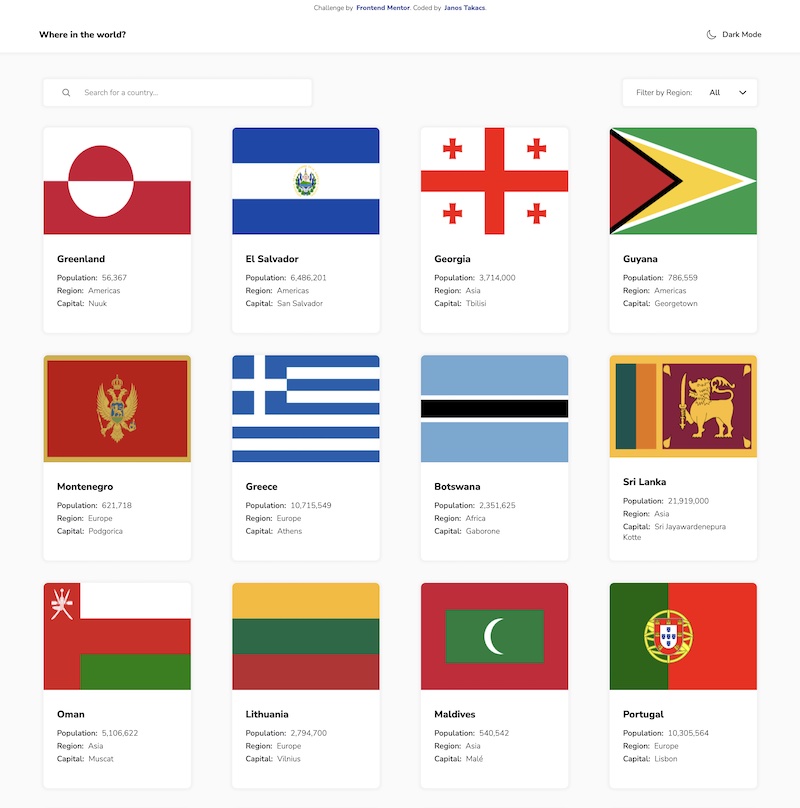 Challenge by Frontend Mentor. Coded by Janos Takacs.
Where in the world?
Dark Mode
Search for a country...
Filter by Region: All
Greenland
Population: 56,367
Region: Americas
Capital: Nuuk
El Salvador
Population: 6,486,201
Region: Americas
Capital: San Salvador
Georgia
Population: 3,714,000
Region: Asia
Capital: Tbilisi
Guyana
Population: 786,559
Region: Americas
Capital: Georgetown
Montenegro
Population: 621,718
Region: Europe
Capital: Podgorica
Greece
Population: 10,715,549
Region: Europe
Capital: Athens
Botswana
Population: 2,351,625
Region: Africa
Capital: Gaborone
Sri Lanka
Population: 21,919,000
Region: Asia
Capital: Sri Jayawardenepura
Kotte
Oman
Population: 5,106,622
Region: Asia
Capital: Muscat
Lithuania
Population: 2,794,700
Region: Europe
Capital: Vilnius
Maldives
Population: 540,542
Region: Asia
Capital: Malé
Portugal
Population: 10,305,564
Region: Europe
Capital: Lisbon